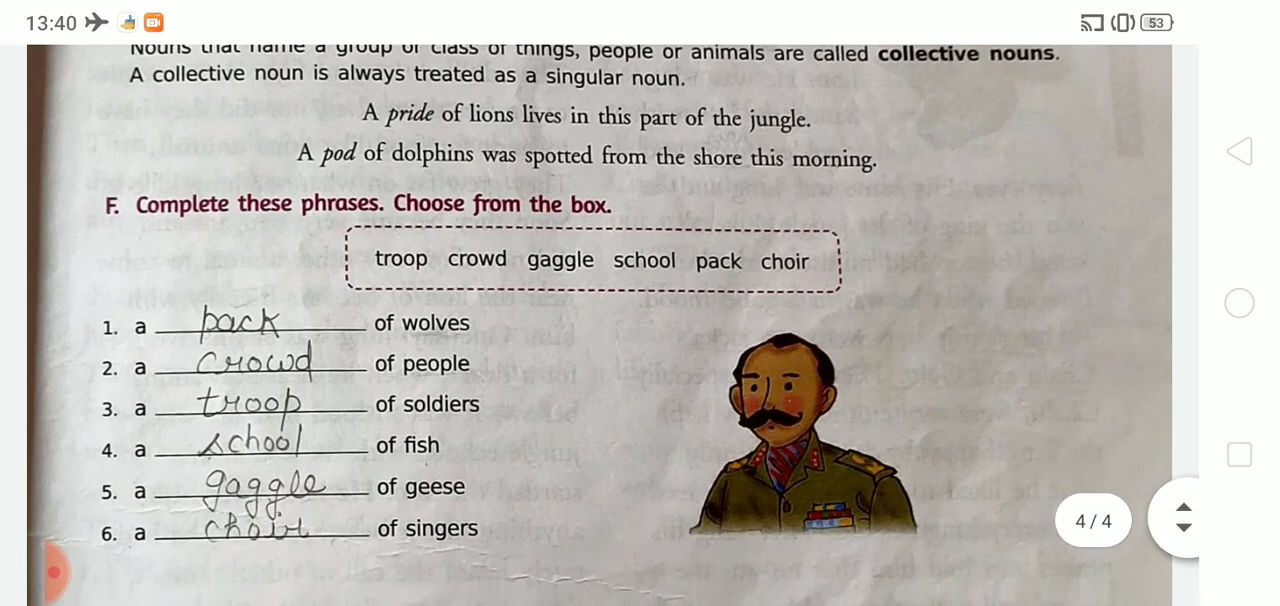 13:40 53
Nouns that name a group or class of things, people or animals are called collective nouns.
A collective noun is always treated as a singular noun.
A pride of lions lives in this part of the jungle.
A pod of dolphins was spotted from the shore this morning.
F. Complete these phrases. Choose from the box.
troop crowd gaggle school pack choir
1. a pack of wolves
2. a crowd of people
3. a troop of soldiers
4. a school of fish
5. a gaggle of geese
6. a choir of singers
4/4